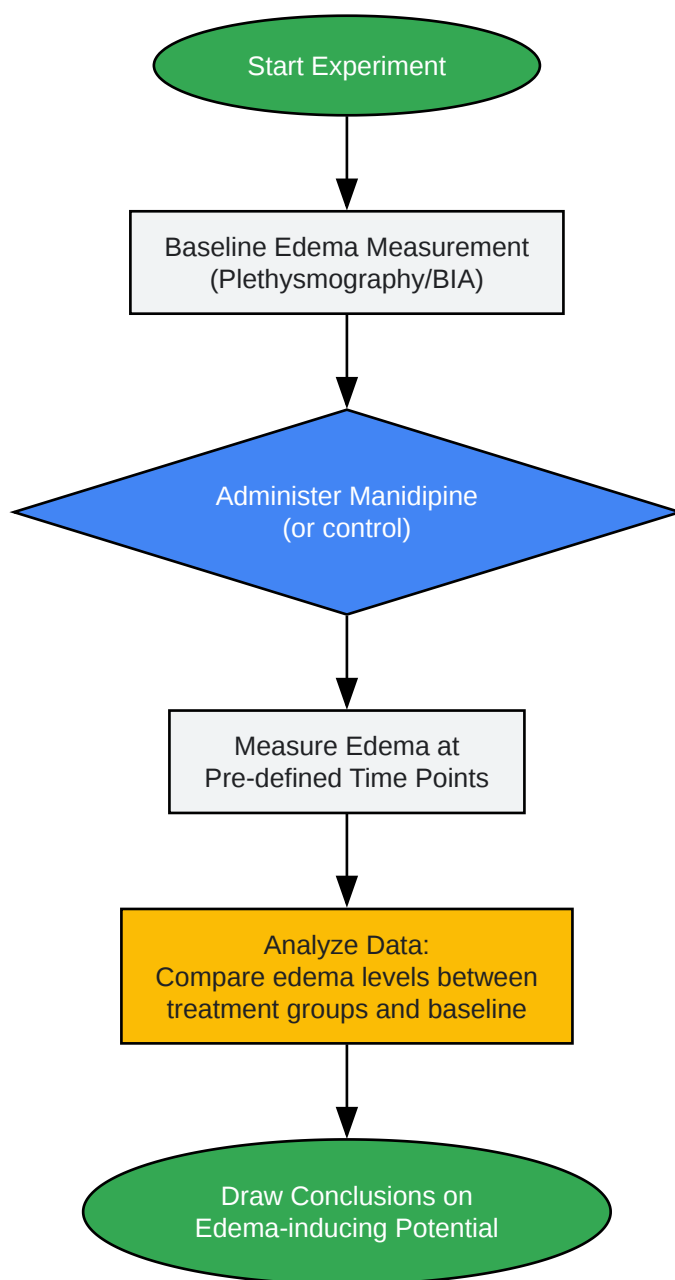 Start Experiment
Baseline Edema Measurement
(Plethysmography/BIA)
Administer Manidipine
(or control)
Measure Edema at
Pre-defined Time Points
Analyze Data:
Compare edema levels between
treatment groups and baseline
Draw Conclusions on
Edema-inducing Potential